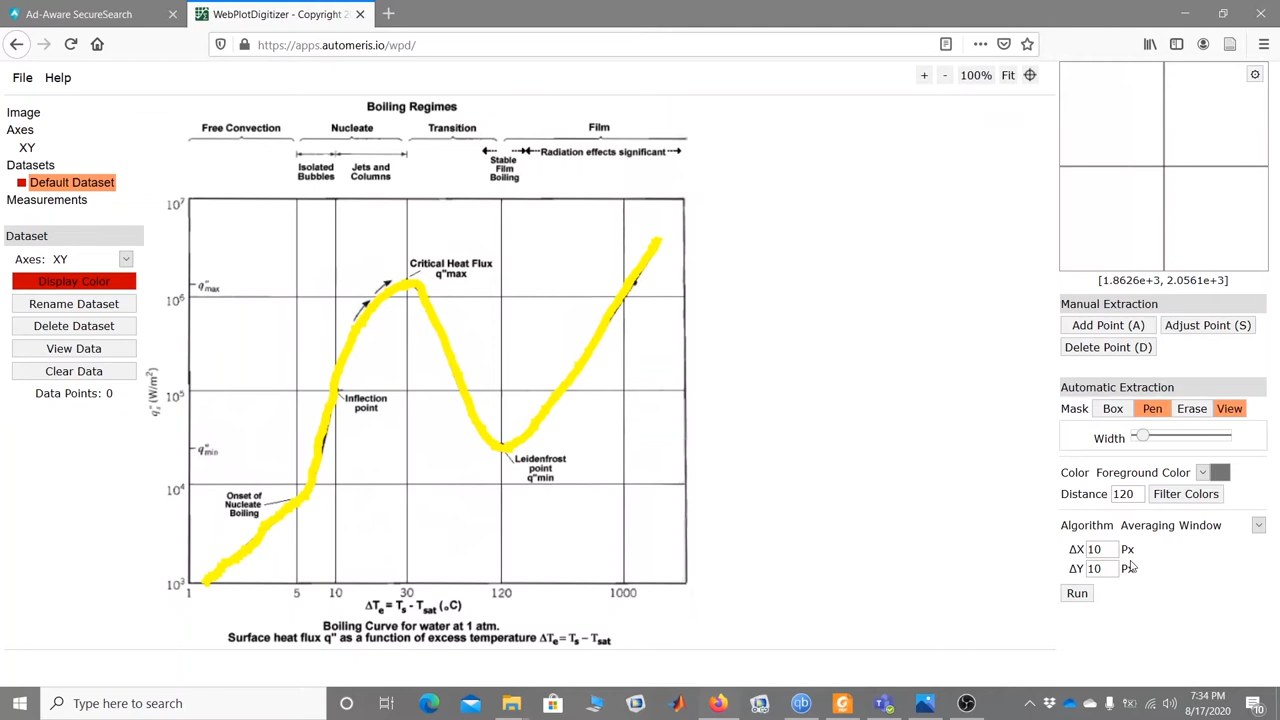 Ad-Aware SecureSearch
WebPlotDigitizer - Copyright 2
https://apps.automeris.io/wpd/
File Help
+ - 100% Fit
Image
Axes
XY
Datasets
Default Dataset
Measurements
Dataset
Axes: XY
Display Color
Rename Dataset
Delete Dataset
View Data
Clear Data
Data Points: 0
Boiling Regimes
Free Convection Nucleate Transition Film
Isolated Bubbles
Jets and Columns
Stable Film Boiling
Radiation effects significant
10⁷
q"max
10⁶
10⁵
q"min
10⁴
10³
qs" (W/m²)
Critical Heat Flux
q"max
Inflection
point
Leidenfrost
point
q"min
Onset of
Nucleate
Boiling
1 5 10 30 120 1000
ΔTe = Ts - Tsat (oC)
Boiling Curve for water at 1 atm.
Surface heat flux q" as a function of excess temperature ΔTe = Ts − Tsat
[1.8626e+3, 2.0561e+3]
Manual Extraction
Add Point (A) Adjust Point (S)
Delete Point (D)
Automatic Extraction
Mask Box Pen Erase View
Width
Color Foreground Color
Distance 120 Filter Colors
Algorithm Averaging Window
ΔX 10 Px
ΔY 10 Px
Run
Type here to search
7:34 PM
8/17/2020
10